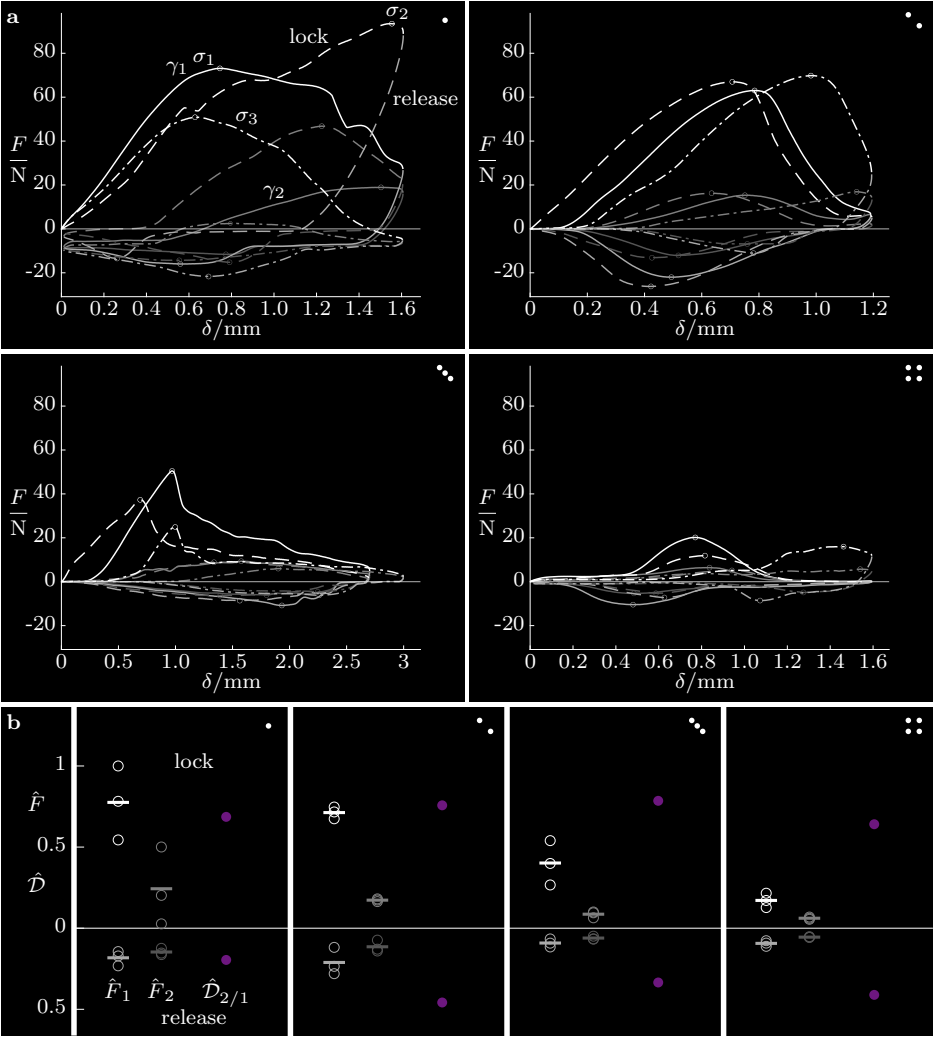 a
F/N
80
60
40
20
0
-20
lock
σ2
γ1 σ1
release
σ3
γ2
0 0.2 0.4 0.6 0.8 1.0 1.2 1.4 1.6
δ/mm
F/N
80
60
40
20
0
-20
0 0.2 0.4 0.6 0.8 1.0 1.2
δ/mm
F/N
80
60
40
20
0
-20
0 0.5 1.0 1.5 2.0 2.5 3
δ/mm
F/N
80
60
40
20
0
-20
0 0.2 0.4 0.6 0.8 1.0 1.2 1.4 1.6
δ/mm
b
1
F̂
0.5
𝒟̂
0
0.5
lock
F̂1 F̂2 𝒟̂2/1
release